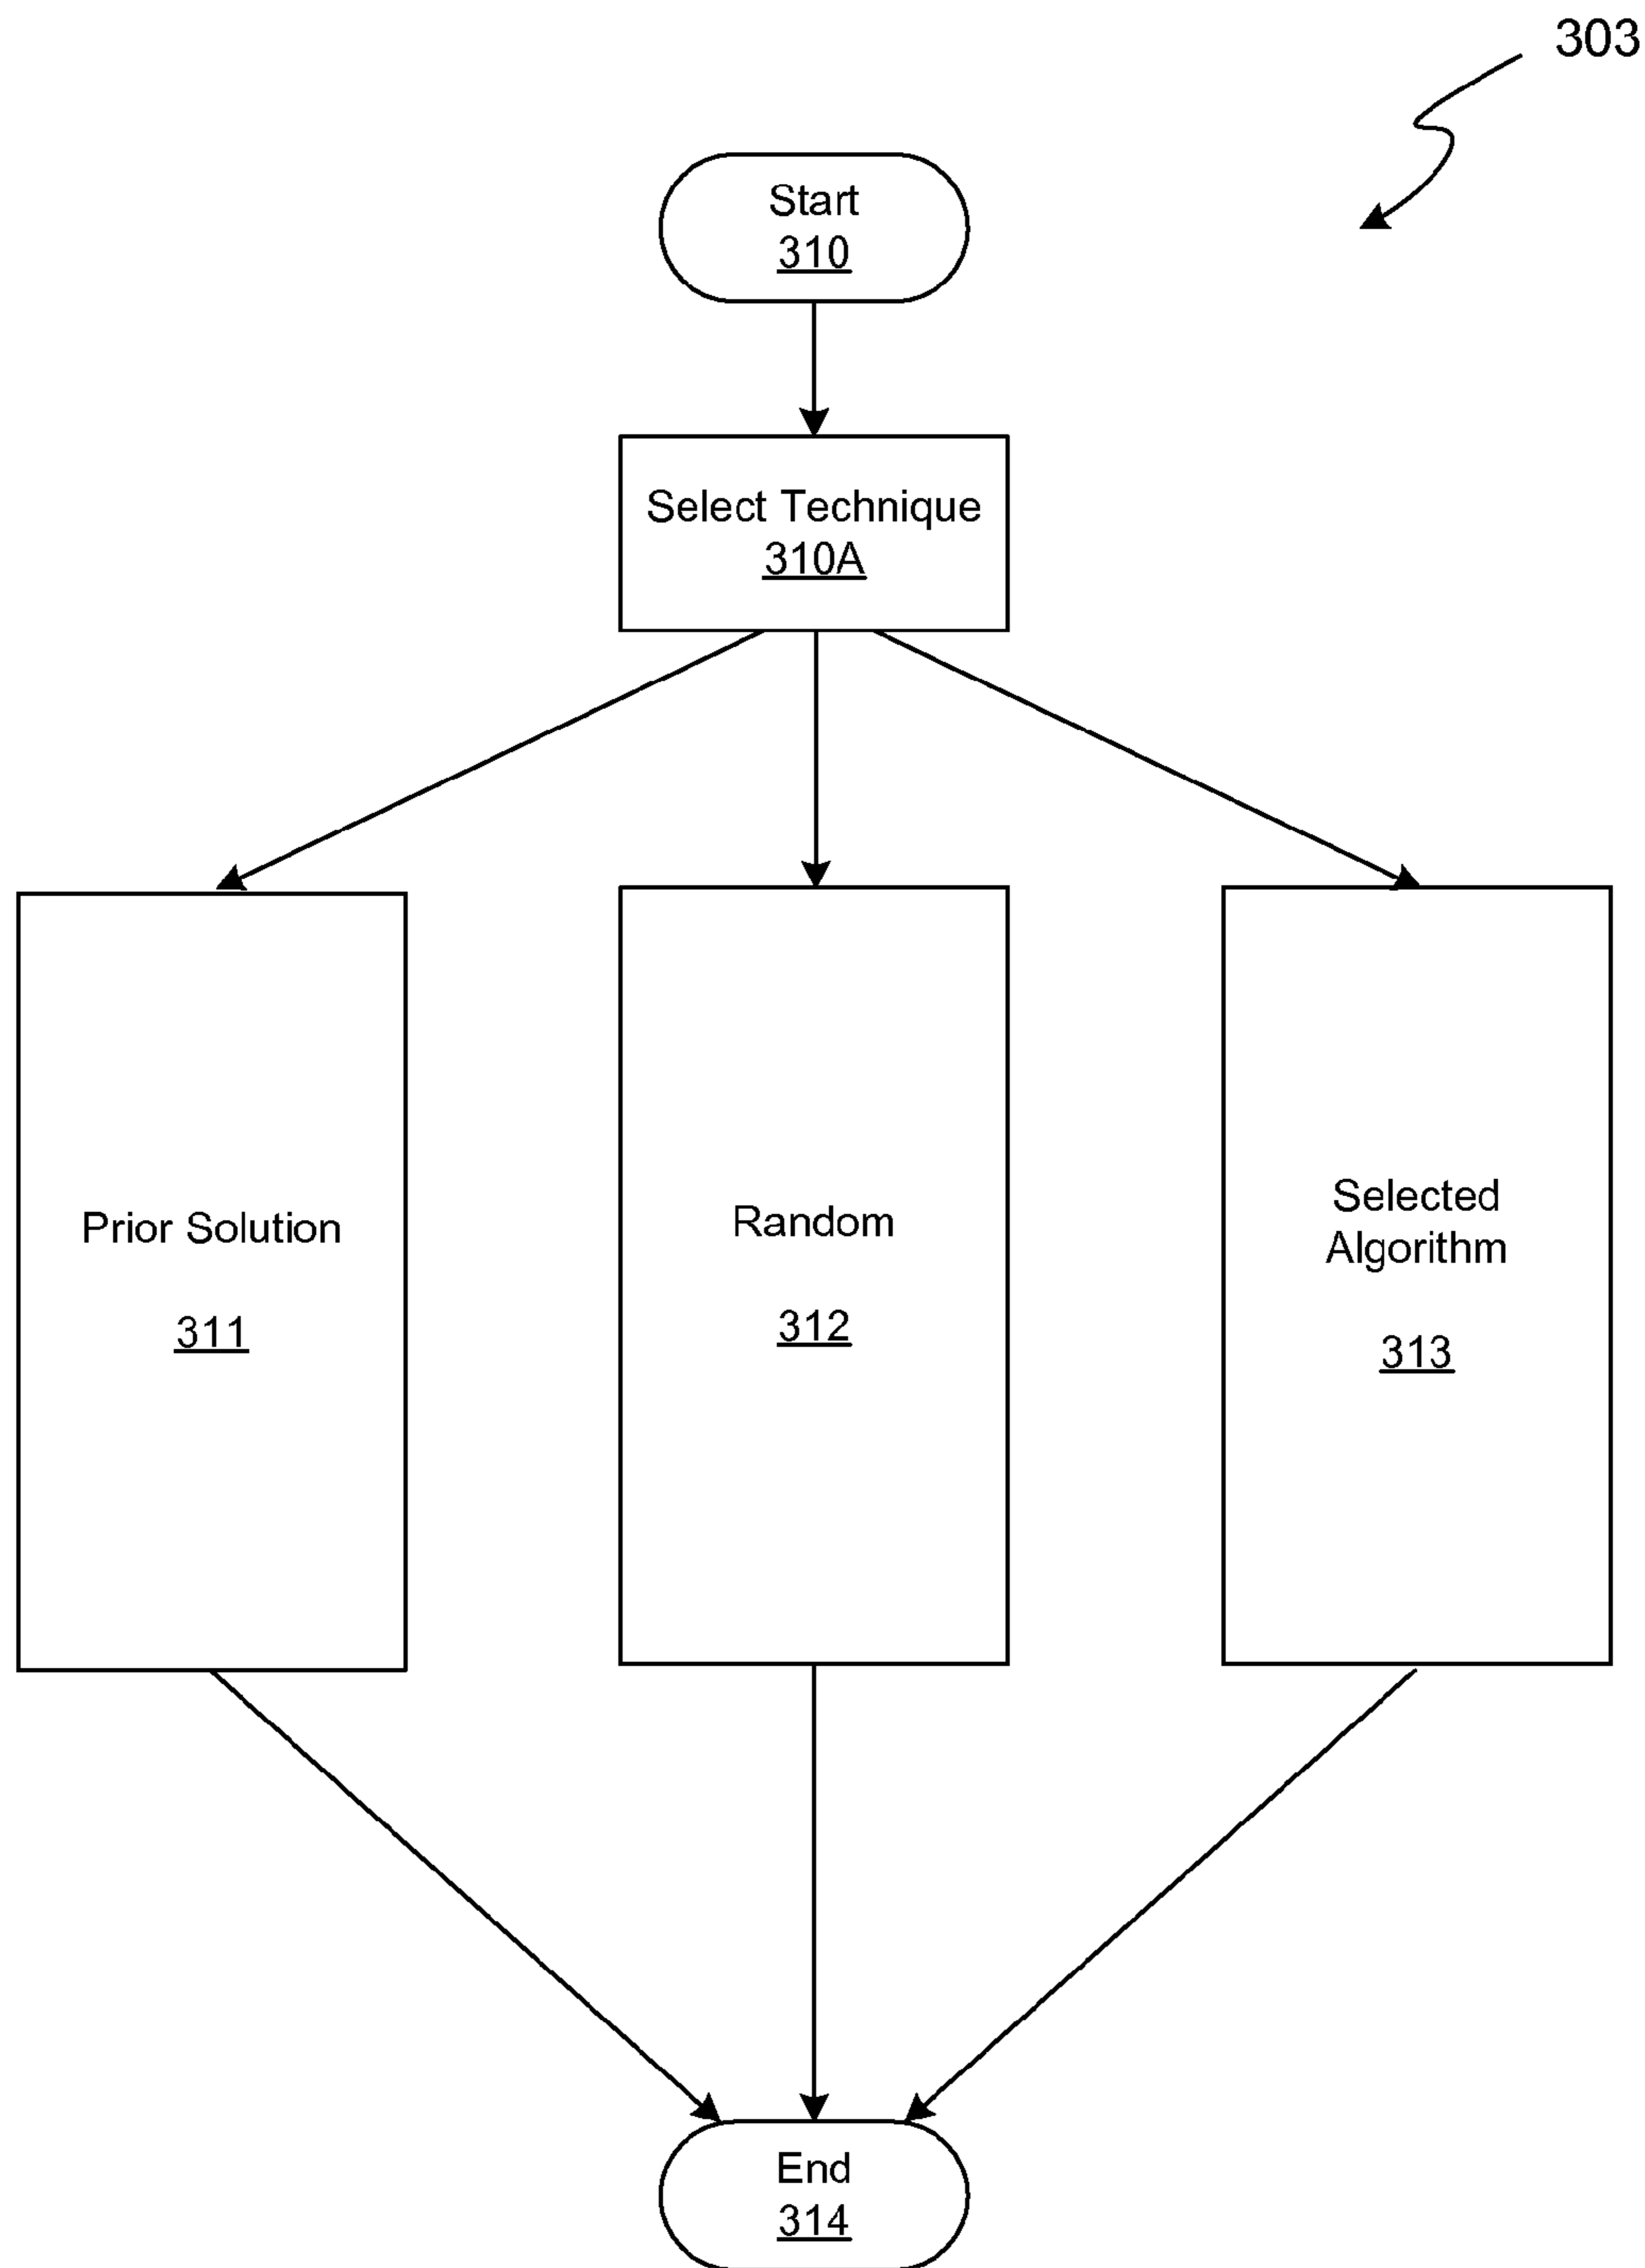 303
Start
310
Select Technique
310A
Prior Solution
311
Random
312
Selected
Algorithm
313
End
314